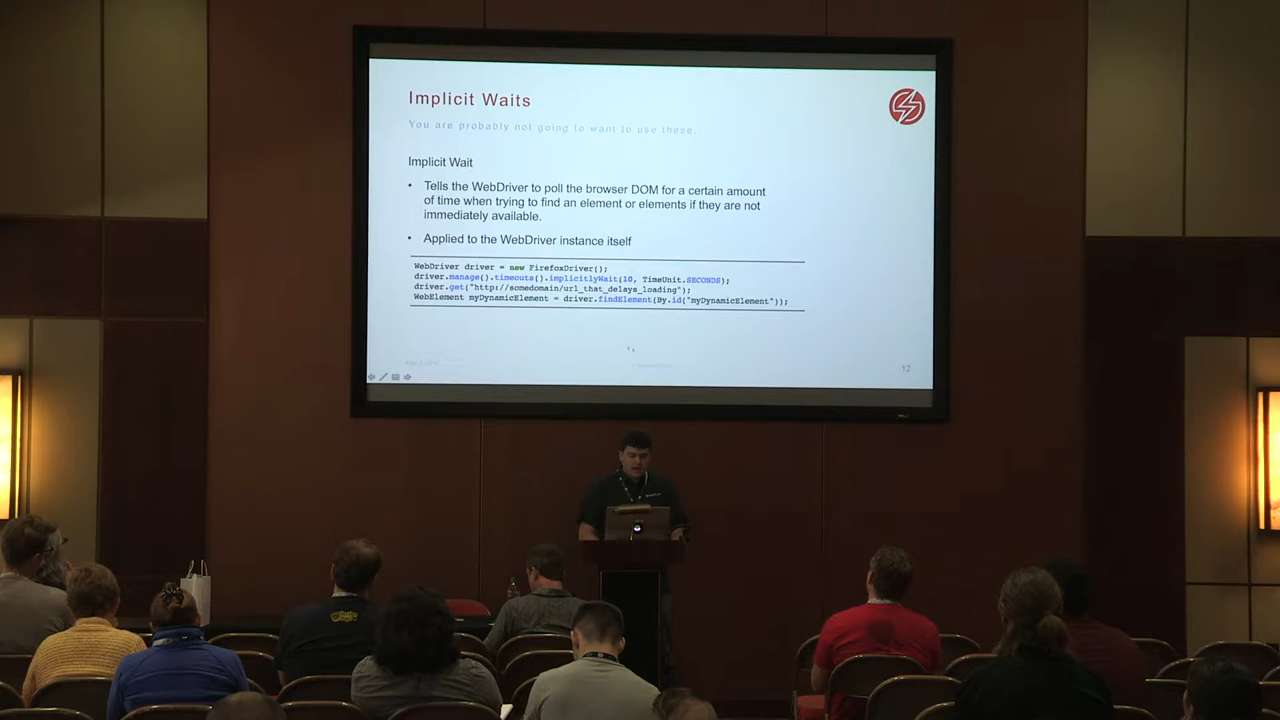 Implicit Waits
You are probably not going to want to use these..
Implicit Wait
• Tells the WebDriver to poll the browser DOM for a certain amount
of time when trying to find an element or elements if they are not
immediately available.
• Applied to the WebDriver instance itself
WebDriver driver = new FirefoxDriver();
driver.manage().timeouts().implicitlyWait(10, TimeUnit.SECONDS);
driver.get("http://somedomain/url_that_delays_loading");
WebElement myDynamicElement = driver.findElement(By.id("myDynamicElement"));
12